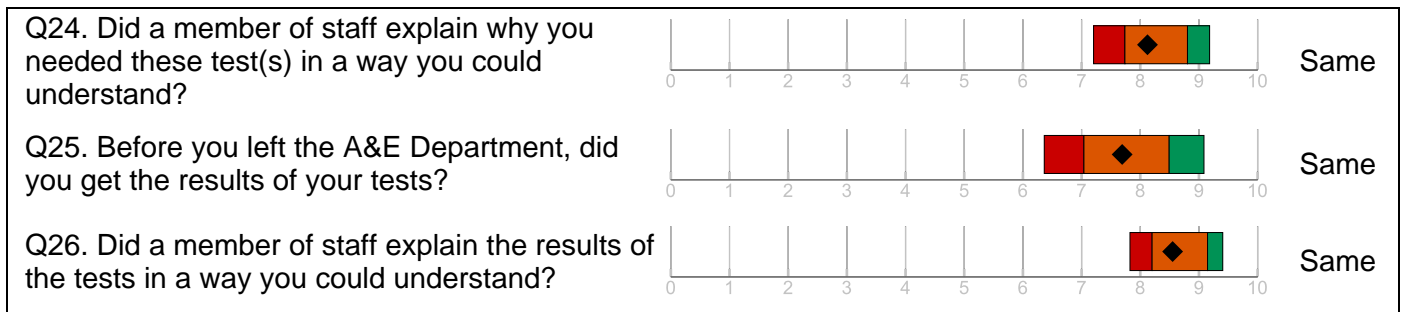 Q24. Did a member of staff explain why you
needed these test(s) in a way you could
understand?
0 1 2 3 4 5 6 7 8 9 10
Same
Q25. Before you left the A&E Department, did
you get the results of your tests?
0 1 2 3 4 5 6 7 8 9 10
Same
Q26. Did a member of staff explain the results of
the tests in a way you could understand?
0 1 2 3 4 5 6 7 8 9 10
Same